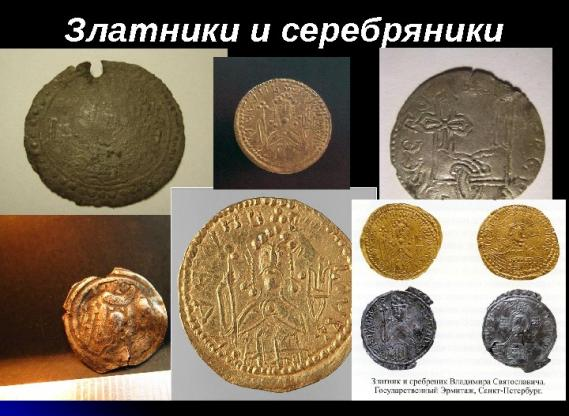 Златники и серебряники
Златник и сребреник Владимира Святославича.
Государственный Эрмитаж, Санкт-Петербург.